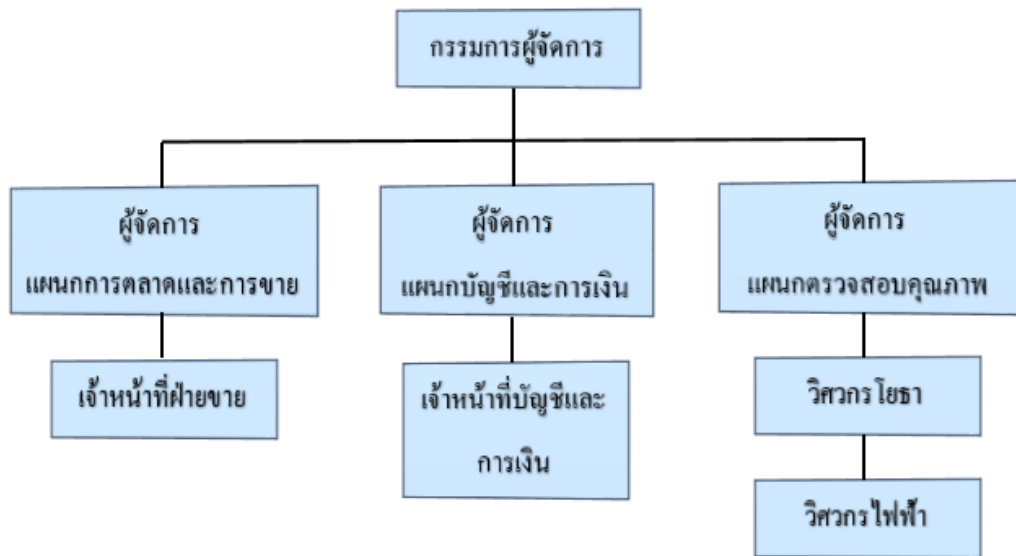 กรรมการผู้จัดการ
ผู้จัดการ
แผนกการตลาดและการขาย
เจ้าหน้าที่ฝ่ายขาย
ผู้จัดการ
แผนกบัญชีและการเงิน
เจ้าหน้าที่บัญชีและ
การเงิน
ผู้จัดการ
แผนกตรวจสอบคุณภาพ
วิศวกรโยธา
วิศวกรไฟฟ้า